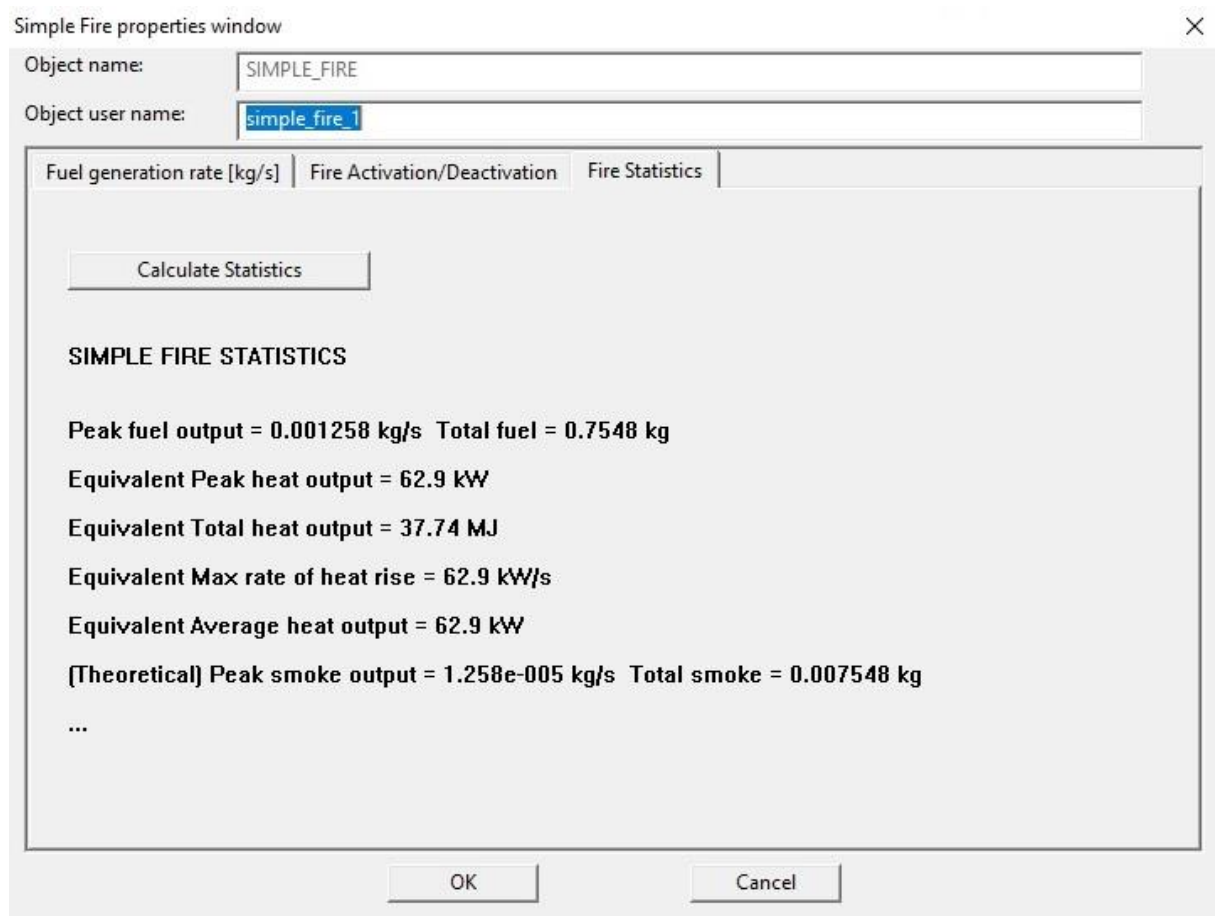 Simple Fire properties window
Object name: SIMPLE_FIRE
Object user name: simple_fire_1
Fuel generation rate [kg/s] Fire Activation/Deactivation Fire Statistics
Calculate Statistics
SIMPLE FIRE STATISTICS
Peak fuel output = 0.001258 kg/s Total fuel = 0.7548 kg
Equivalent Peak heat output = 62.9 kW
Equivalent Total heat output = 37.74 MJ
Equivalent Max rate of heat rise = 62.9 kW/s
Equivalent Average heat output = 62.9 kW
(Theoretical) Peak smoke output = 1.258e-005 kg/s Total smoke = 0.007548 kg
...
OK Cancel